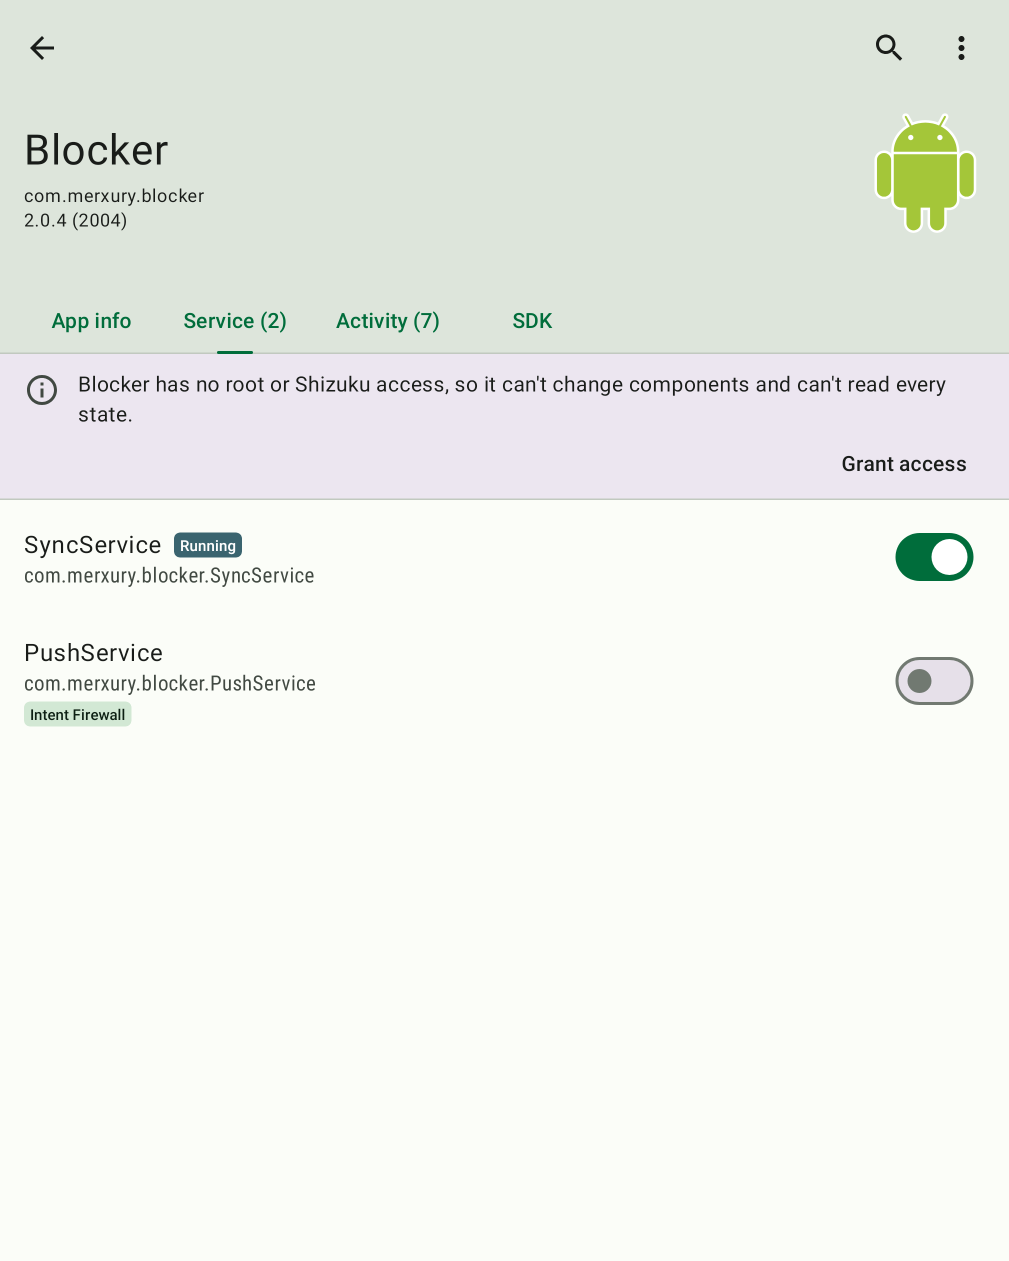 Blocker
com.merxury.blocker
2.0.4 (2004)
App info
Service (2)
Activity (7)
SDK
Blocker has no root or Shizuku access, so it can't change components and can't read every
state.
Grant access
SyncService
Running
com.merxury.blocker.SyncService
PushService
com.merxury.blocker.PushService
Intent Firewall